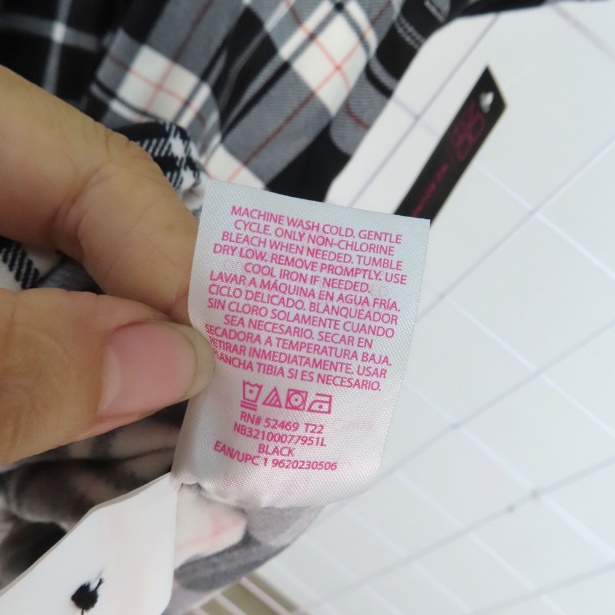 MACHINE WASH COLD, GENTLE
CYCLE. ONLY NON-CHLORINE
BLEACH WHEN NEEDED. TUMBLE
DRY LOW. REMOVE PROMPTLY. USE
COOL IRON IF NEEDED.
LAVAR A MÁQUINA EN AGUA FRÍA,
CICLO DELICADO. BLANQUEADOR
SIN CLORO SOLAMENTE CUANDO
SEA NECESARIO. SECAR EN
SECADORA A TEMPERATURA BAJA.
RETIRAR INMEDIATAMENTE. USAR
PLANCHA TIBIA SI ES NECESARIO.
RN# 52469 T22
NB32100077951L
BLACK
EAN/UPC 1 9620230506